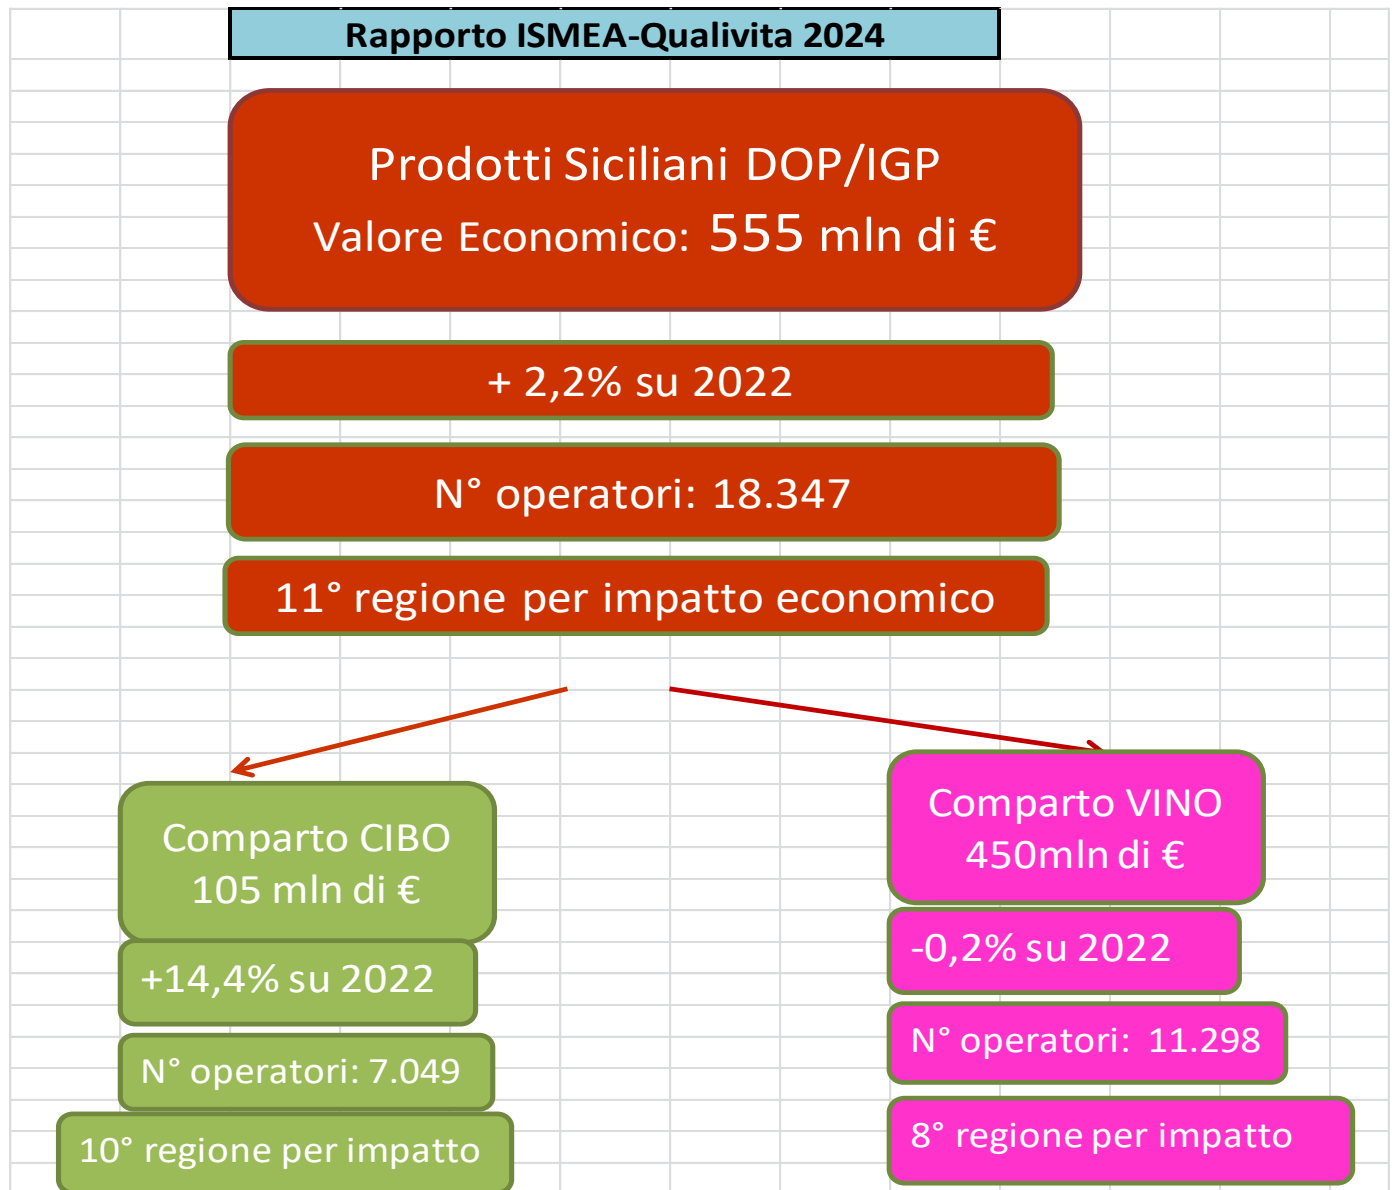 Rapporto ISMEA-Qualivita 2024
Prodotti Siciliani DOP/IGP
Valore Economico: 555 mln di €
+ 2,2% su 2022
N° operatori: 18.347
11° regione per impatto economico
Comparto CIBO
105 mln di €
+14,4% su 2022
N° operatori: 7.049
10° regione per impatto
Comparto VINO
450mln di €
-0,2% su 2022
N° operatori: 11.298
8° regione per impatto